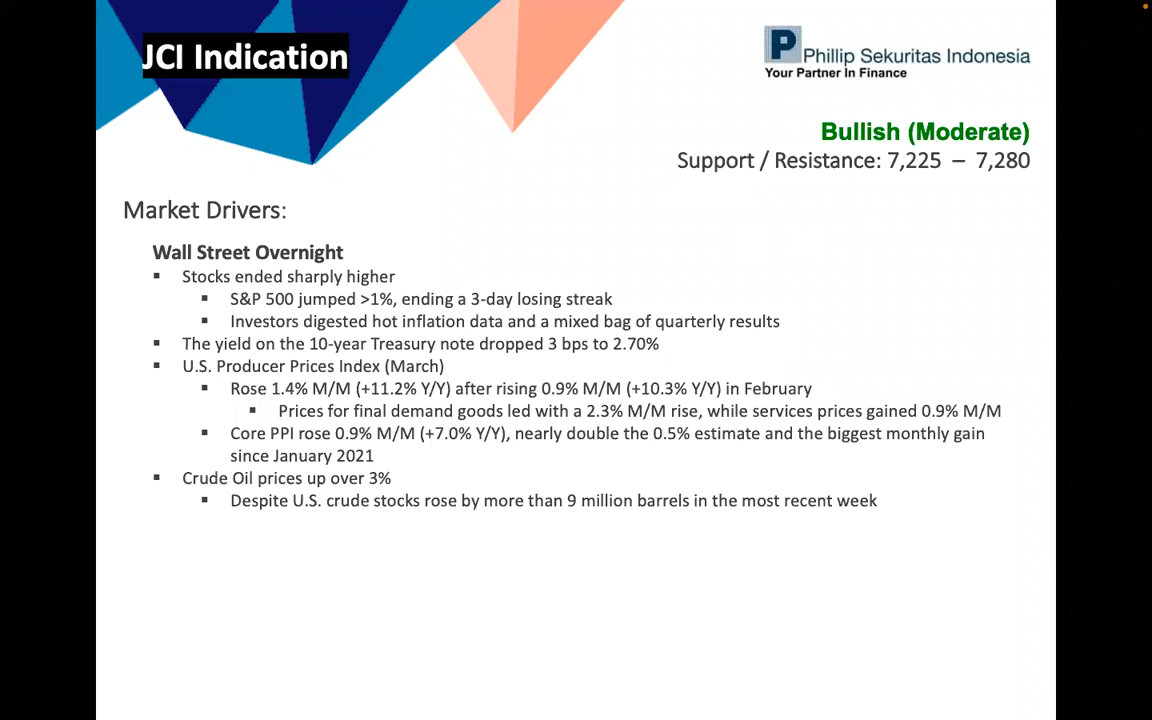 JCI Indication
P
Phillip Sekuritas Indonesia
Your Partner In Finance
Bullish (Moderate)
Support / Resistance: 7,225 – 7,280
Market Drivers:
Wall Street Overnight
▪ Stocks ended sharply higher
▪ S&P 500 jumped >1%, ending a 3-day losing streak
▪ Investors digested hot inflation data and a mixed bag of quarterly results
▪ The yield on the 10-year Treasury note dropped 3 bps to 2.70%
▪ U.S. Producer Prices Index (March)
▪ Rose 1.4% M/M (+11.2% Y/Y) after rising 0.9% M/M (+10.3% Y/Y) in February
▪ Prices for final demand goods led with a 2.3% M/M rise, while services prices gained 0.9% M/M
▪ Core PPI rose 0.9% M/M (+7.0% Y/Y), nearly double the 0.5% estimate and the biggest monthly gain
since January 2021
▪ Crude Oil prices up over 3%
▪ Despite U.S. crude stocks rose by more than 9 million barrels in the most recent week